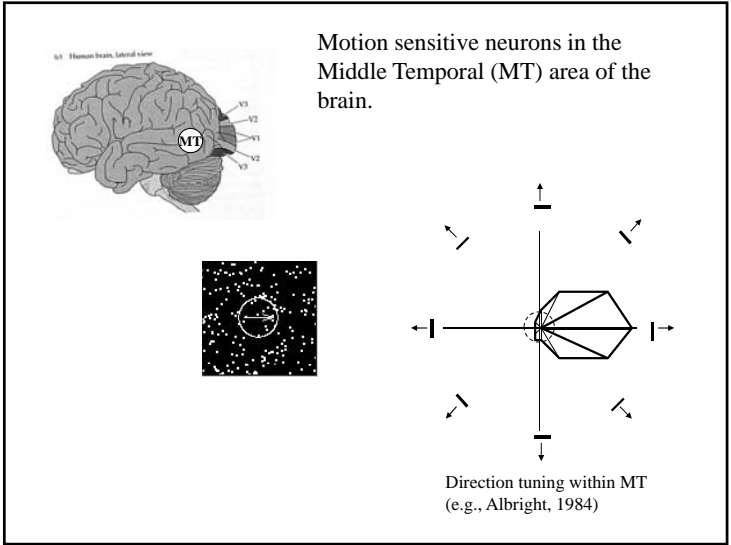 Motion sensitive neurons in the
Middle Temporal (MT) area of the
brain.
Human brain, lateral view
V3
V2
V1
MT
V2
V3
Direction tuning within MT
(e.g., Albright, 1984)